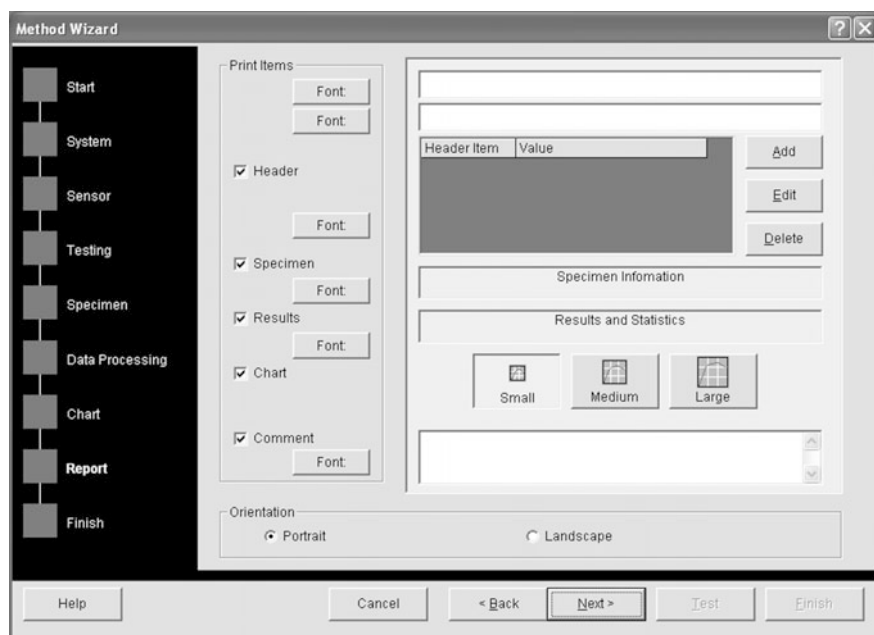 Method Wizard
Start
System
Sensor
Testing
Specimen
Data Processing
Chart
Report
Finish
Print Items
Font:
Font:
Header
Font:
Specimen
Font:
Results
Font:
Chart
Comment
Font:
Header Item Value
Add
Edit
Delete
Specimen Infomation
Results and Statistics
Small Medium Large
Orientation
Portrait Landscape
Help Cancel < Back Next > Test Finish